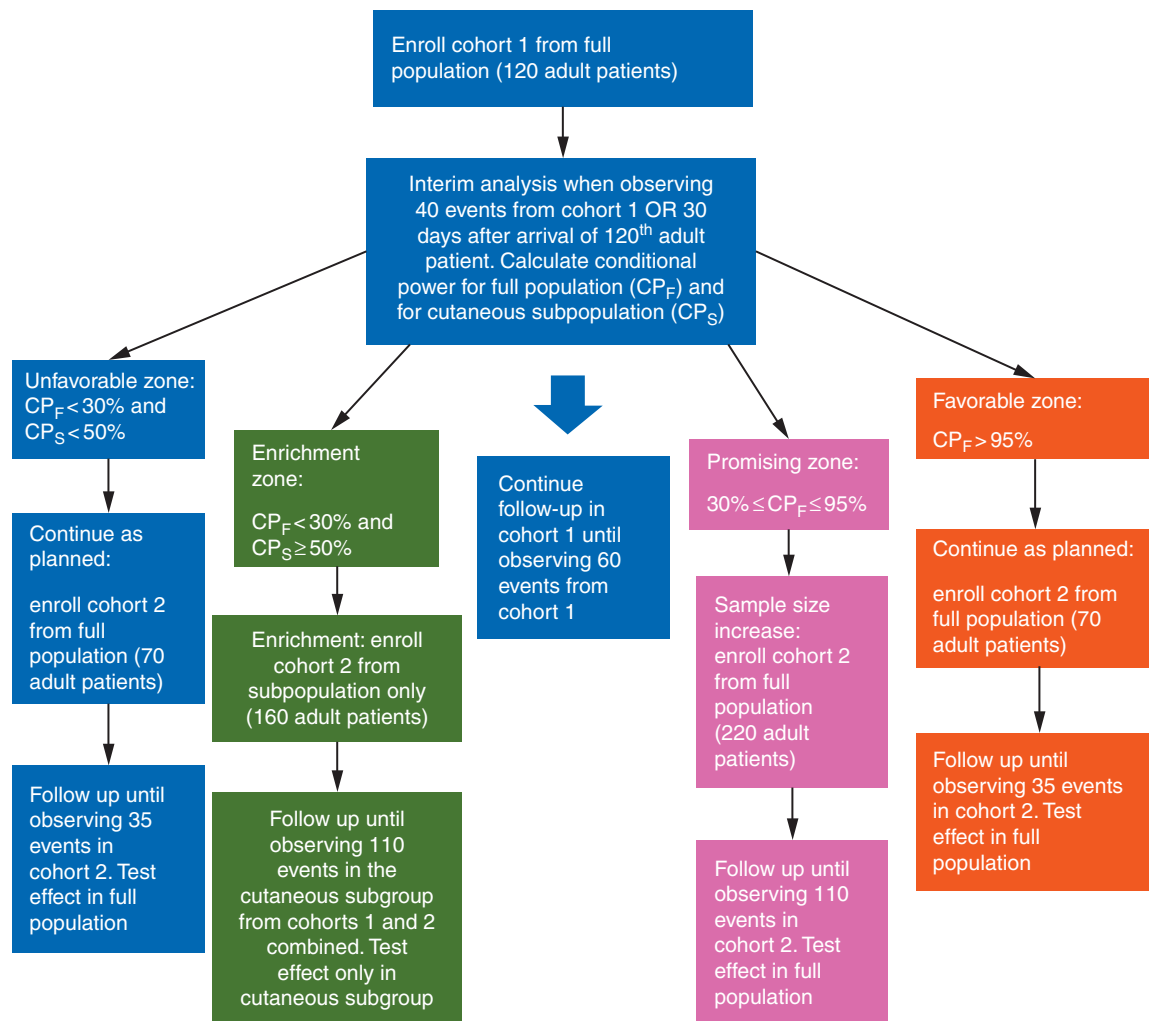 Enroll cohort 1 from full
population (120 adult patients)
Interim analysis when observing
40 events from cohort 1 OR 30
days after arrival of 120th adult
patient. Calculate conditional
power for full population (CPF) and
for cutaneous subpopulation (CPS)
Unfavorable zone:
CPF<30% and
CPS<50%
Continue as
planned:
enroll cohort 2
from full
population (70
adult patients)
Follow up until
observing 35
events in
cohort 2. Test
effect in full
population
Enrichment
zone:
CPF<30% and
CPS≥50%
Enrichment: enroll
cohort 2 from
subpopulation only
(160 adult patients)
Follow up until
observing 110
events in the
cutaneous subgroup
from cohorts 1 and 2
combined. Test
effect only in
cutaneous subgroup
Continue
follow-up in
cohort 1 until
observing 60
events from
cohort 1
Promising zone:
30%≤CPF≤95%
Sample size
increase:
enroll cohort 2
from full
population
(220 adult
patients)
Follow up until
observing 110
events in
cohort 2. Test
effect in full
population
Favorable zone:
CPF>95%
Continue as planned:
enroll cohort 2 from
full population (70
adult patients)
Follow up until
observing 35 events
in cohort 2. Test
effect in full
population